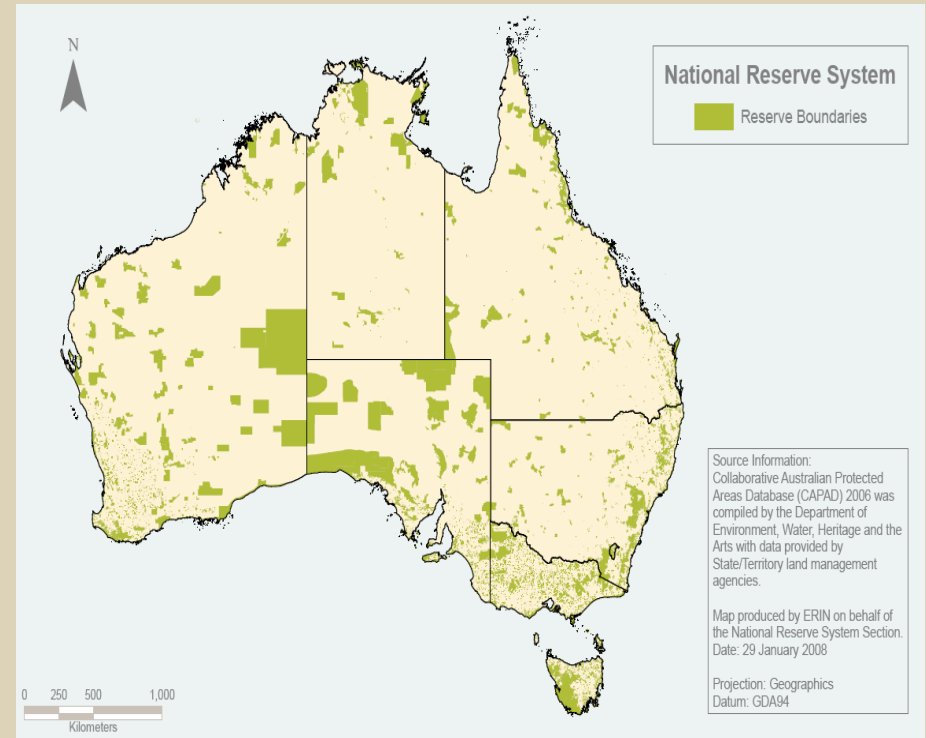 N
National Reserve System
Reserve Boundaries
Source Information:
Collaborative Australian Protected
Areas Database (CAPAD) 2006 was
compiled by the Department of
Environment, Water, Heritage and the
Arts with data provided by
State/Territory land management
agencies.
Map produced by ERIN on behalf of
the National Reserve System Section.
Date: 29 January 2008
Projection: Geographics
Datum: GDA94
0 250 500 1,000
Kilometers